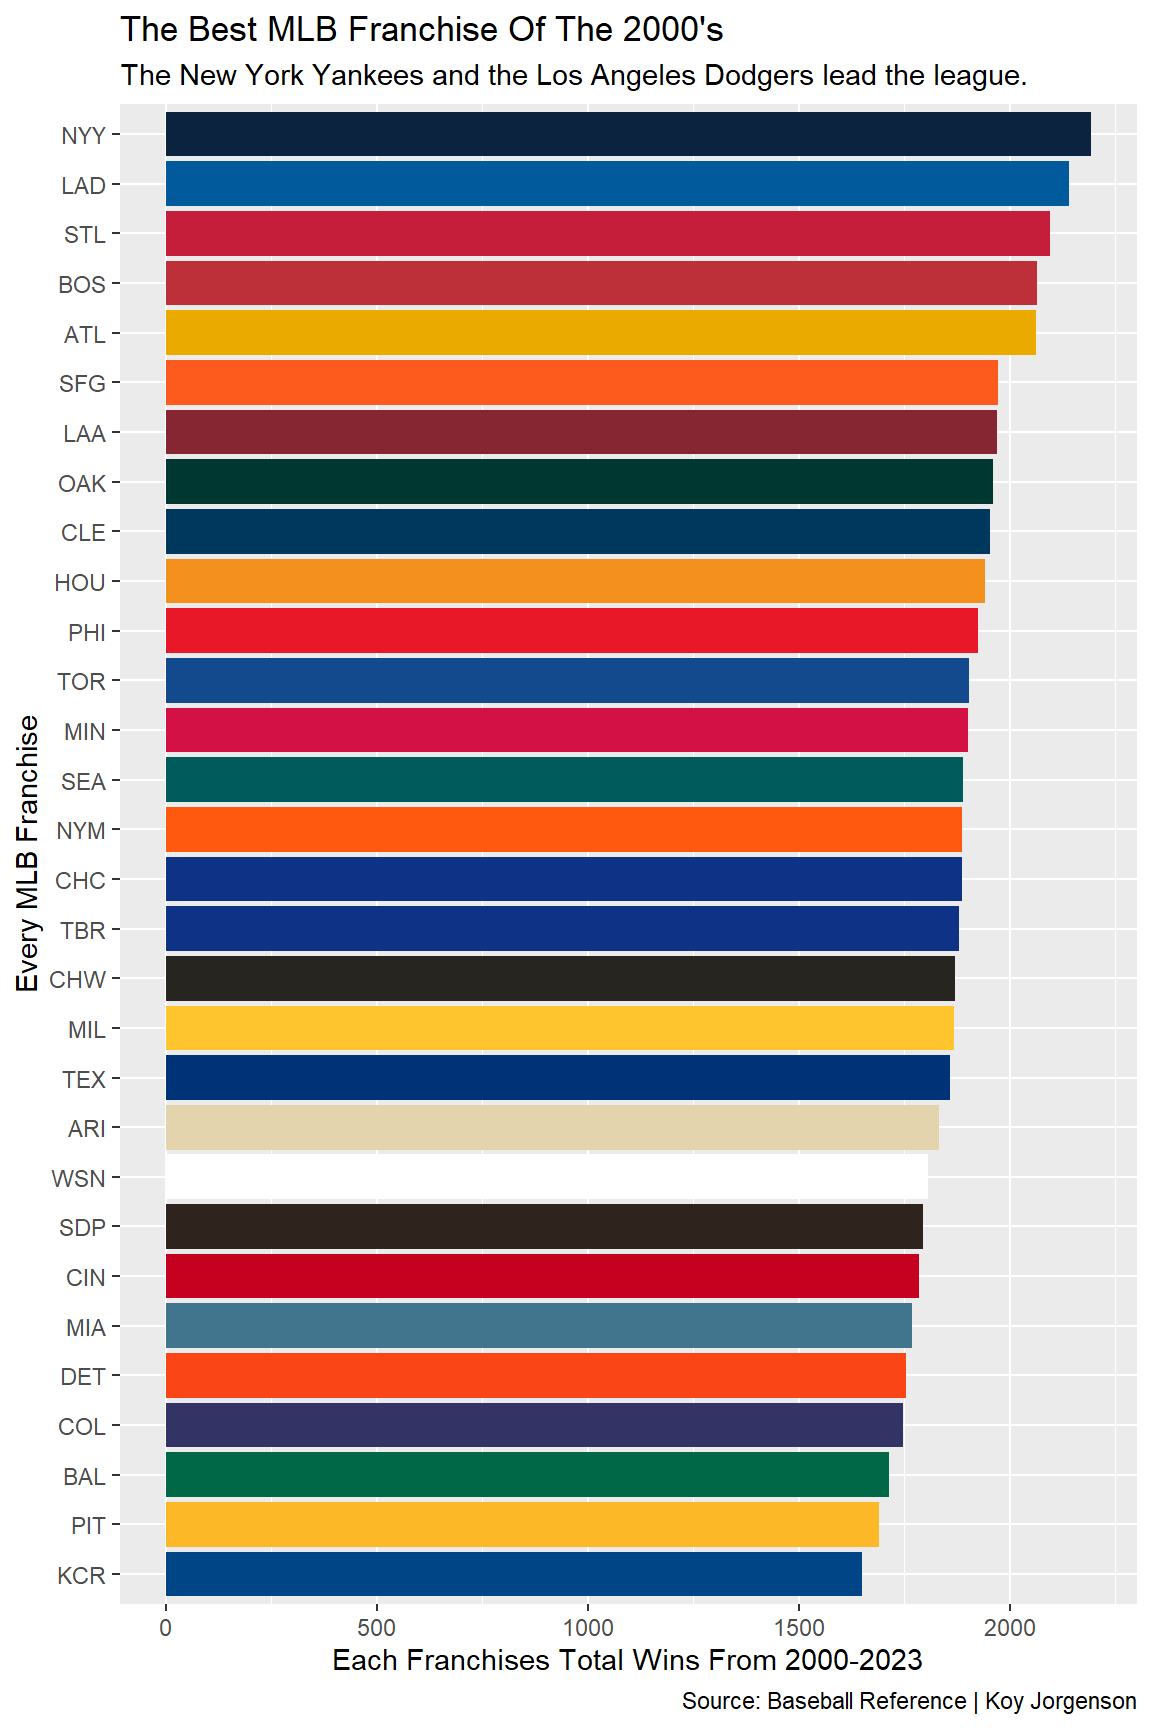 The Best MLB Franchise Of The 2000's
The New York Yankees and the Los Angeles Dodgers lead the league.
Every MLB Franchise
NYY
LAD
STL
BOS
ATL
SFG
LAA
OAK
CLE
HOU
PHI
TOR
MIN
SEA
NYM
CHC
TBR
CHW
MIL
TEX
ARI
WSN
SDP
CIN
MIA
DET
COL
BAL
PIT
KCR
0 500 1000 1500 2000
Each Franchises Total Wins From 2000-2023
Source: Baseball Reference | Koy Jorgenson